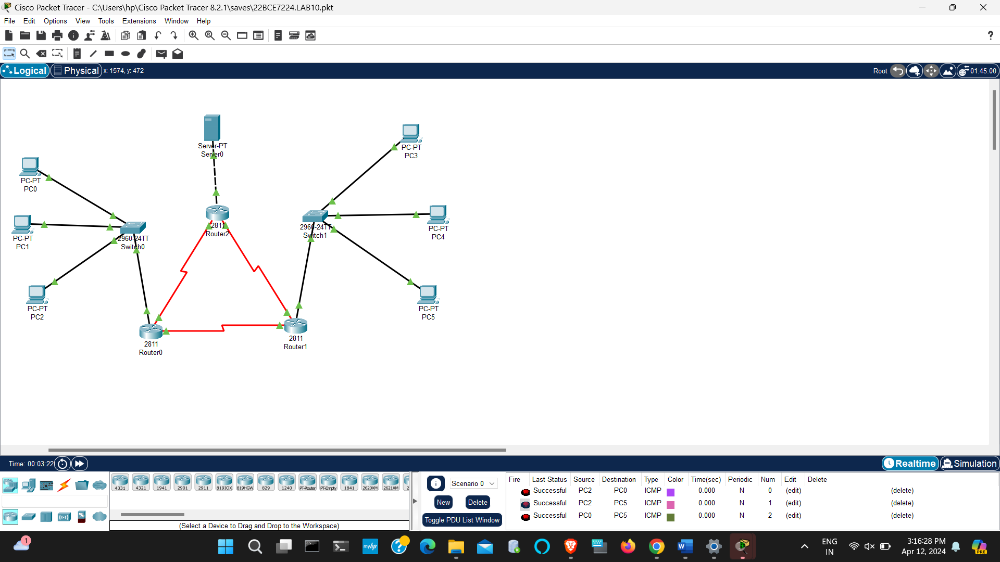 Cisco Packet Tracer - C:\Users\hp\Cisco Packet Tracer 8.2.1\saves\22BCE7224.LAB10.pkt
File Edit Options View Tools Extensions Window Help
?
Logical Physical x: 1574, y: 472 Root 01:45:00
Server-PT
Server0
PC-PT
PC3
PC-PT
PC0
2811
Router2
2960-24TT
Switch1
PC-PT
PC4
PC-PT
PC1
2960-24TT
Switch0
PC-PT
PC2
PC-PT
PC5
2811
Router0
2811
Router1
Time: 00:03:22 Realtime Simulation
4331 4321 1941 2901 2911 819IOX 819HGW 829 1240 PT-Router PT-Empty 1841 2620XM 2621XM
(Select a Device to Drag and Drop to the Workspace)
Scenario 0
New Delete
Toggle PDU List Window
Fire Last Status Source Destination Type Color Time(sec) Periodic Num Edit Delete
Successful PC2 PC0 ICMP 0.000 N 0 (edit) (delete)
Successful PC2 PC5 ICMP 0.000 N 1 (edit) (delete)
Successful PC0 PC5 ICMP 0.000 N 2 (edit) (delete)
1
myhp
?
W
ENG
IN
3:16:28 PM
Apr 12, 2024
PRE